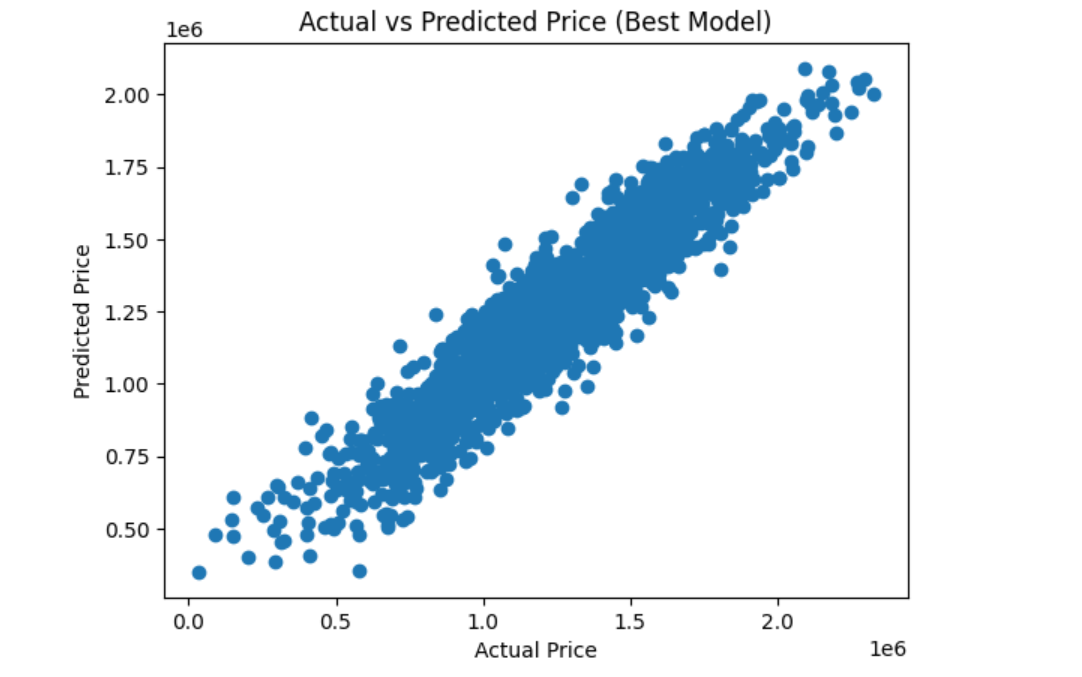 Actual vs Predicted Price (Best Model)
1e6
2.00
1.75
1.50
1.25
1.00
0.75
0.50
Predicted Price
0.0 0.5 1.0 1.5 2.0
Actual Price
1e6